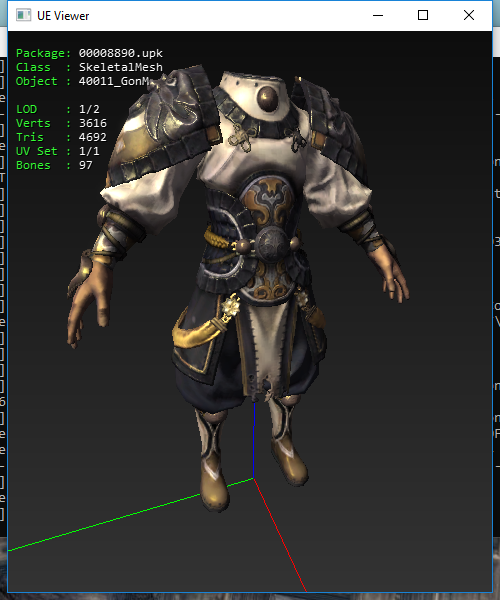 UE Viewer
Package: 00008890.upk
Class : SkeletalMesh
Object : 40011_GonM
LOD : 1/2
Verts : 3616
Tris : 4692
UV Set : 1/1
Bones : 97